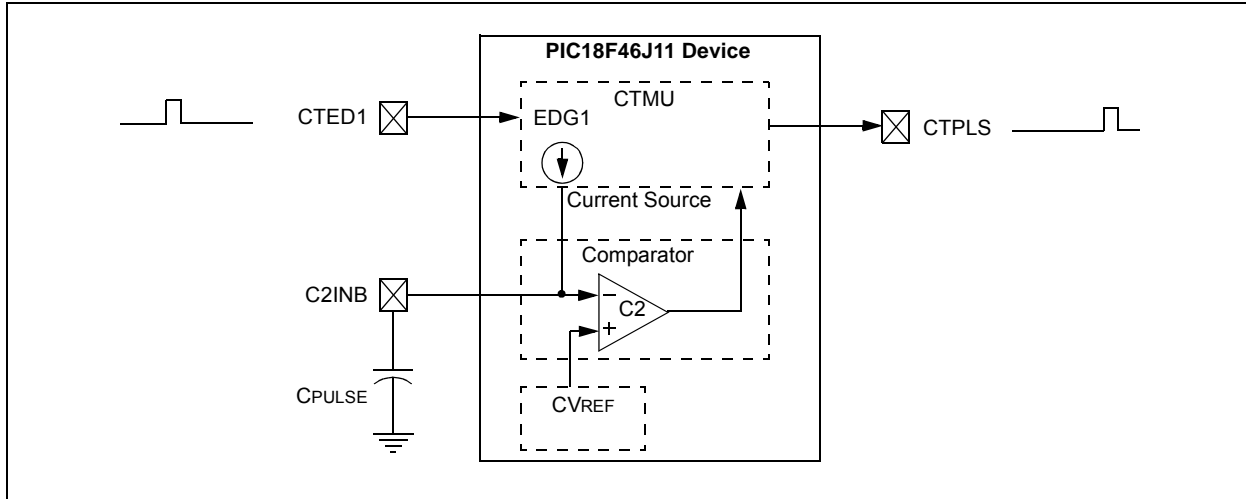 PIC18F46J11 Device
CTMU
CTED1
EDG1
CTPLS
Current Source
Comparator
C2INB
−
C2
+
CPULSE
CVREF